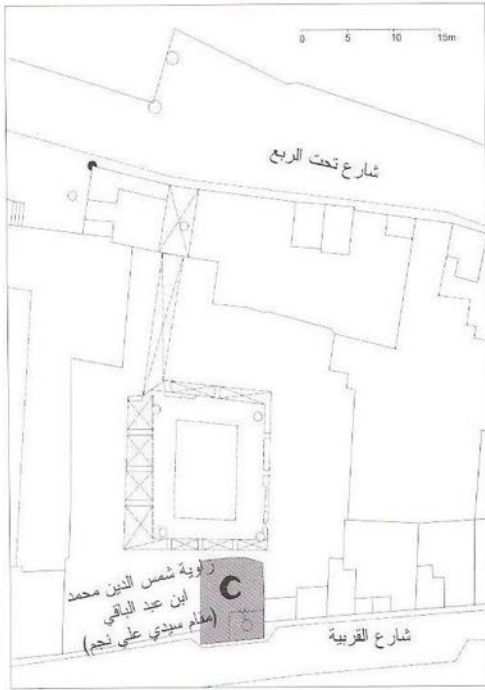 0 5 10 15m
شارع تحت الربع
زاوية شمس الدين محمد
ابن عبد الباقي
(مقام سيدي علي نجم)
شارع القربية